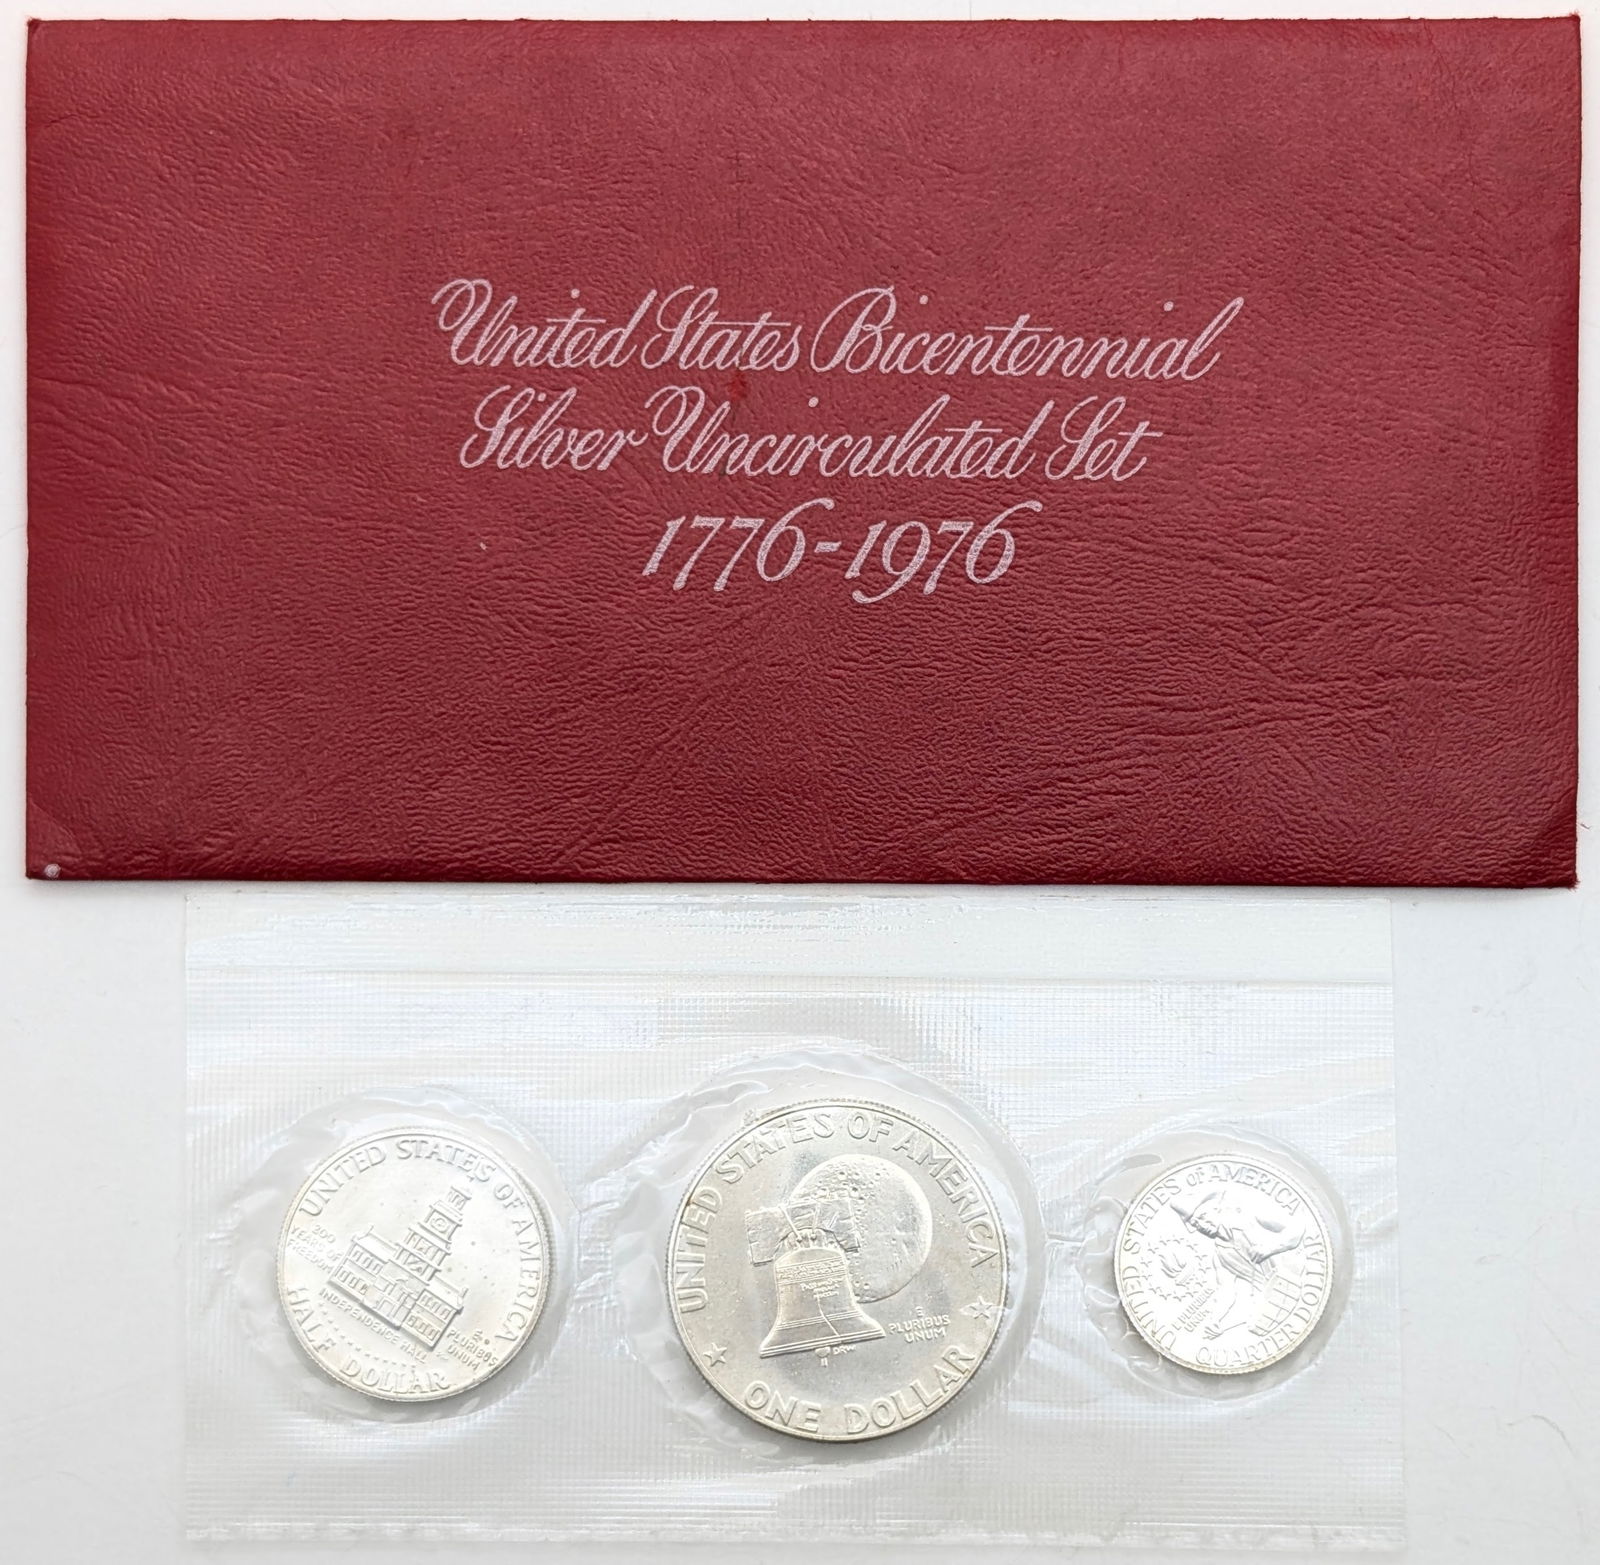 United States Bicentennial
Silver Uncirculated Set
1776-1976
UNITED STATES OF AMERICA
200
YEARS OF
FREEDOM
INDEPENDENCE HALL
E
PLURIBUS
UNUM
HALF DOLLAR
UNITED STATES OF AMERICA
E
PLURIBUS
UNUM
DRW
ONE DOLLAR
UNITED STATES OF AMERICA
E
PLURIBUS
UNUM
QUARTER DOLLAR